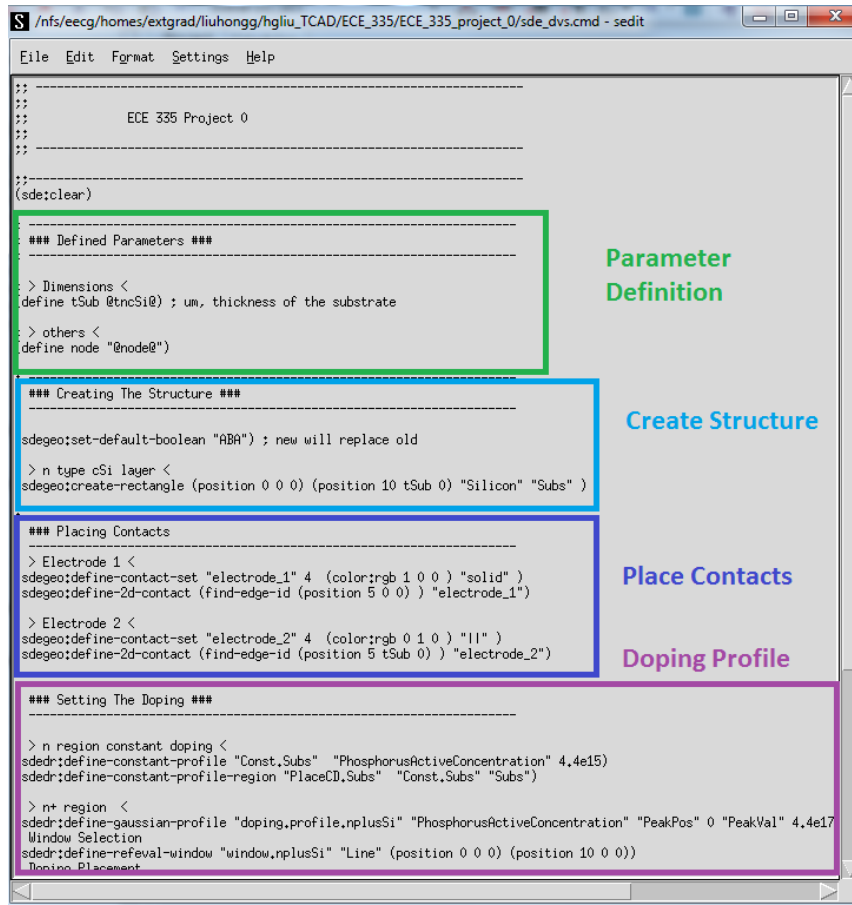 S /nfs/eecg/homes/extgrad/liuhongg/hgliu_TCAD/ECE_335/ECE_335_project_0/sde_dvs.cmd - sedit
File Edit Format Settings Help
;; ----------------------------------------------------------------------
;;
;; ECE 335 Project 0
;;
;; ----------------------------------------------------------------------
;;----------------------------------------------------------------------
(sde:clear)
; ----------------------------------------------------------------------
: ### Defined Parameters ###
: ----------------------------------------------------------------------
: > Dimensions <
(define tSub @tncSi@) ; um, thickness of the substrate
: > others <
(define node "@node@")
Parameter
Definition
; ----------------------------------------------------------------------
### Creating The Structure ###
----------------------------------------------------------------------
sdegeo:set-default-boolean "ABA") ; new will replace old
> n type cSi layer <
sdegeo:create-rectangle (position 0 0 0) (position 10 tSub 0) "Silicon" "Subs" )
Create Structure
### Placing Contacts
----------------------------------------------------------------------
> Electrode 1 <
sdegeo:define-contact-set "electrode_1" 4 (color:rgb 1 0 0 ) "solid" )
sdegeo:define-2d-contact (find-edge-id (position 5 0 0) ) "electrode_1")
> Electrode 2 <
sdegeo:define-contact-set "electrode_2" 4 (color:rgb 0 1 0 ) "||" )
sdegeo:define-2d-contact (find-edge-id (position 5 tSub 0) ) "electrode_2")
Place Contacts
Doping Profile
### Setting The Doping ###
----------------------------------------------------------------------
> n region constant doping <
sdedr:define-constant-profile "Const.Subs" "PhosphorusActiveConcentration" 4.4e15)
sdedr:define-constant-profile-region "PlaceCD.Subs" "Const.Subs" "Subs")
> n+ region <
sdedr:define-gaussian-profile "doping.profile.nplusSi" "PhosphorusActiveConcentration" "PeakPos" 0 "PeakVal" 4.4e17
Window Selection
sdedr:define-refeval-window "window.nplusSi" "Line" (position 0 0 0) (position 10 0 0))
Doping Placement